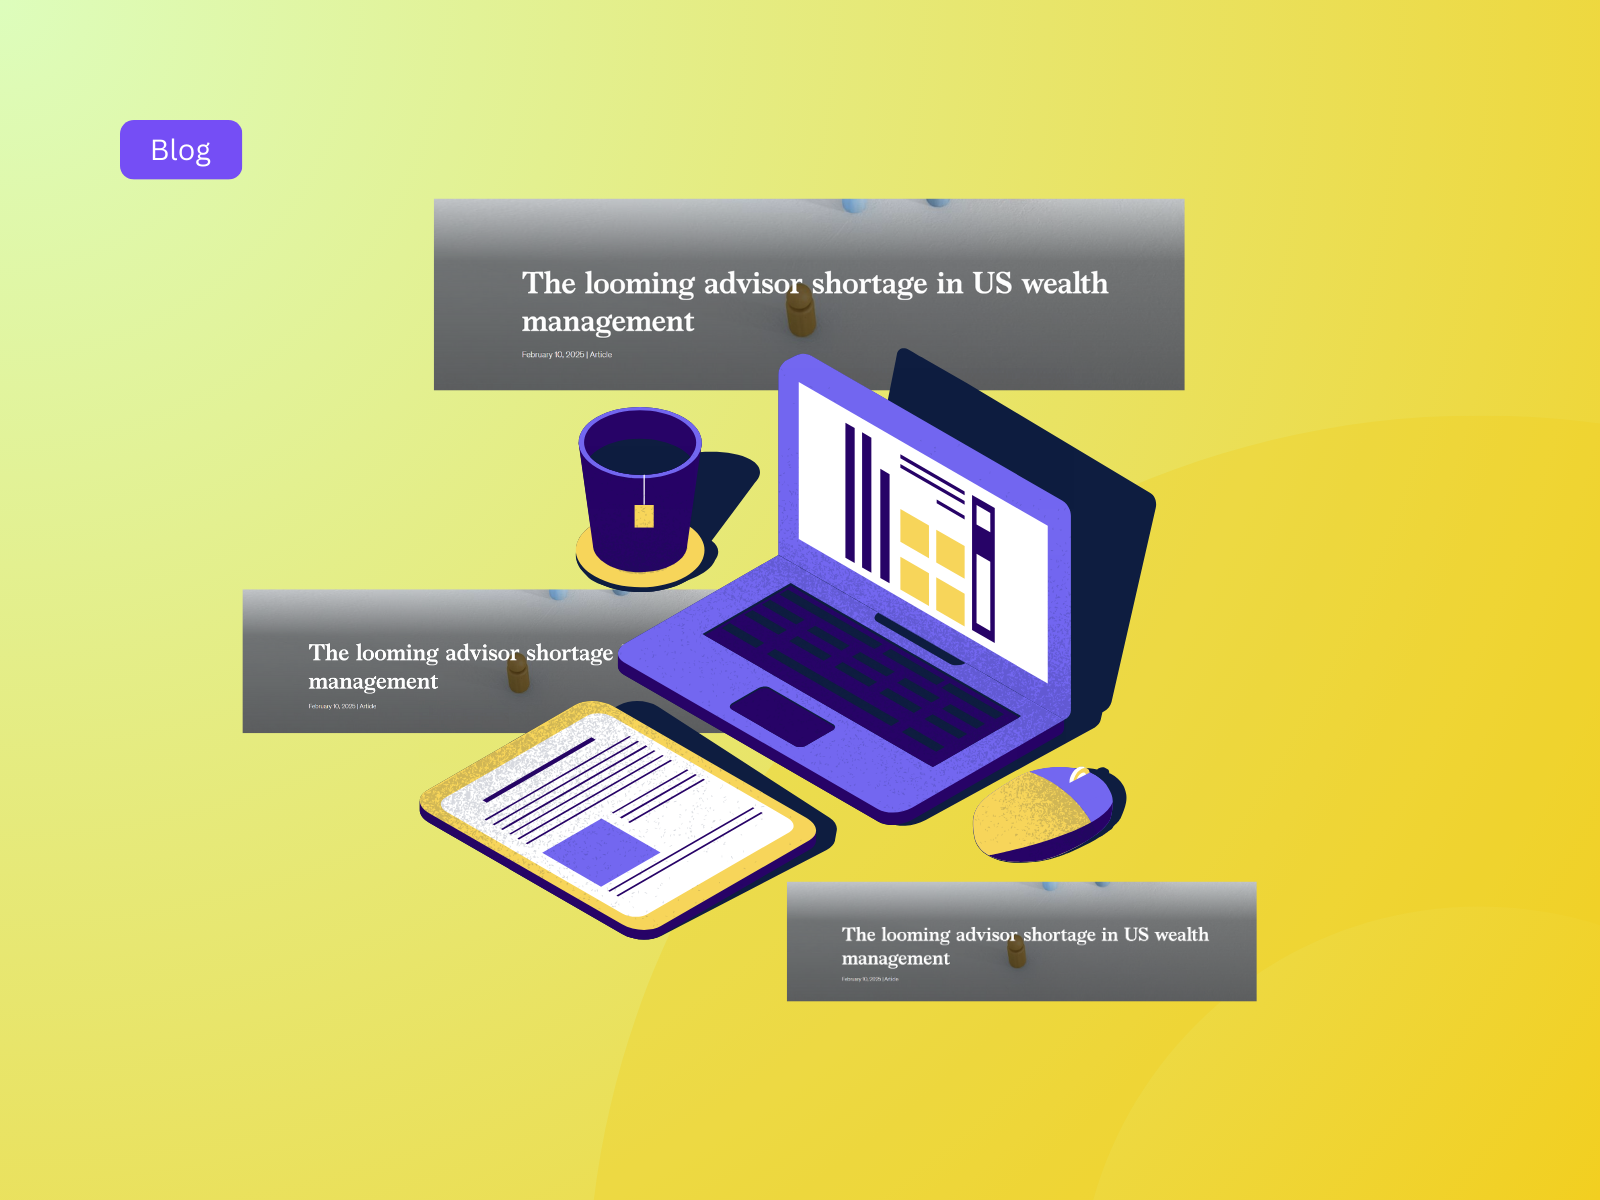 Blog
The looming advisor shortage in US wealth
management
February 10, 2025 | Article
The looming advisor shortage
management
February 10, 2025 | Article
The looming advisor shortage in US wealth
management
February 10, 2025 | Article